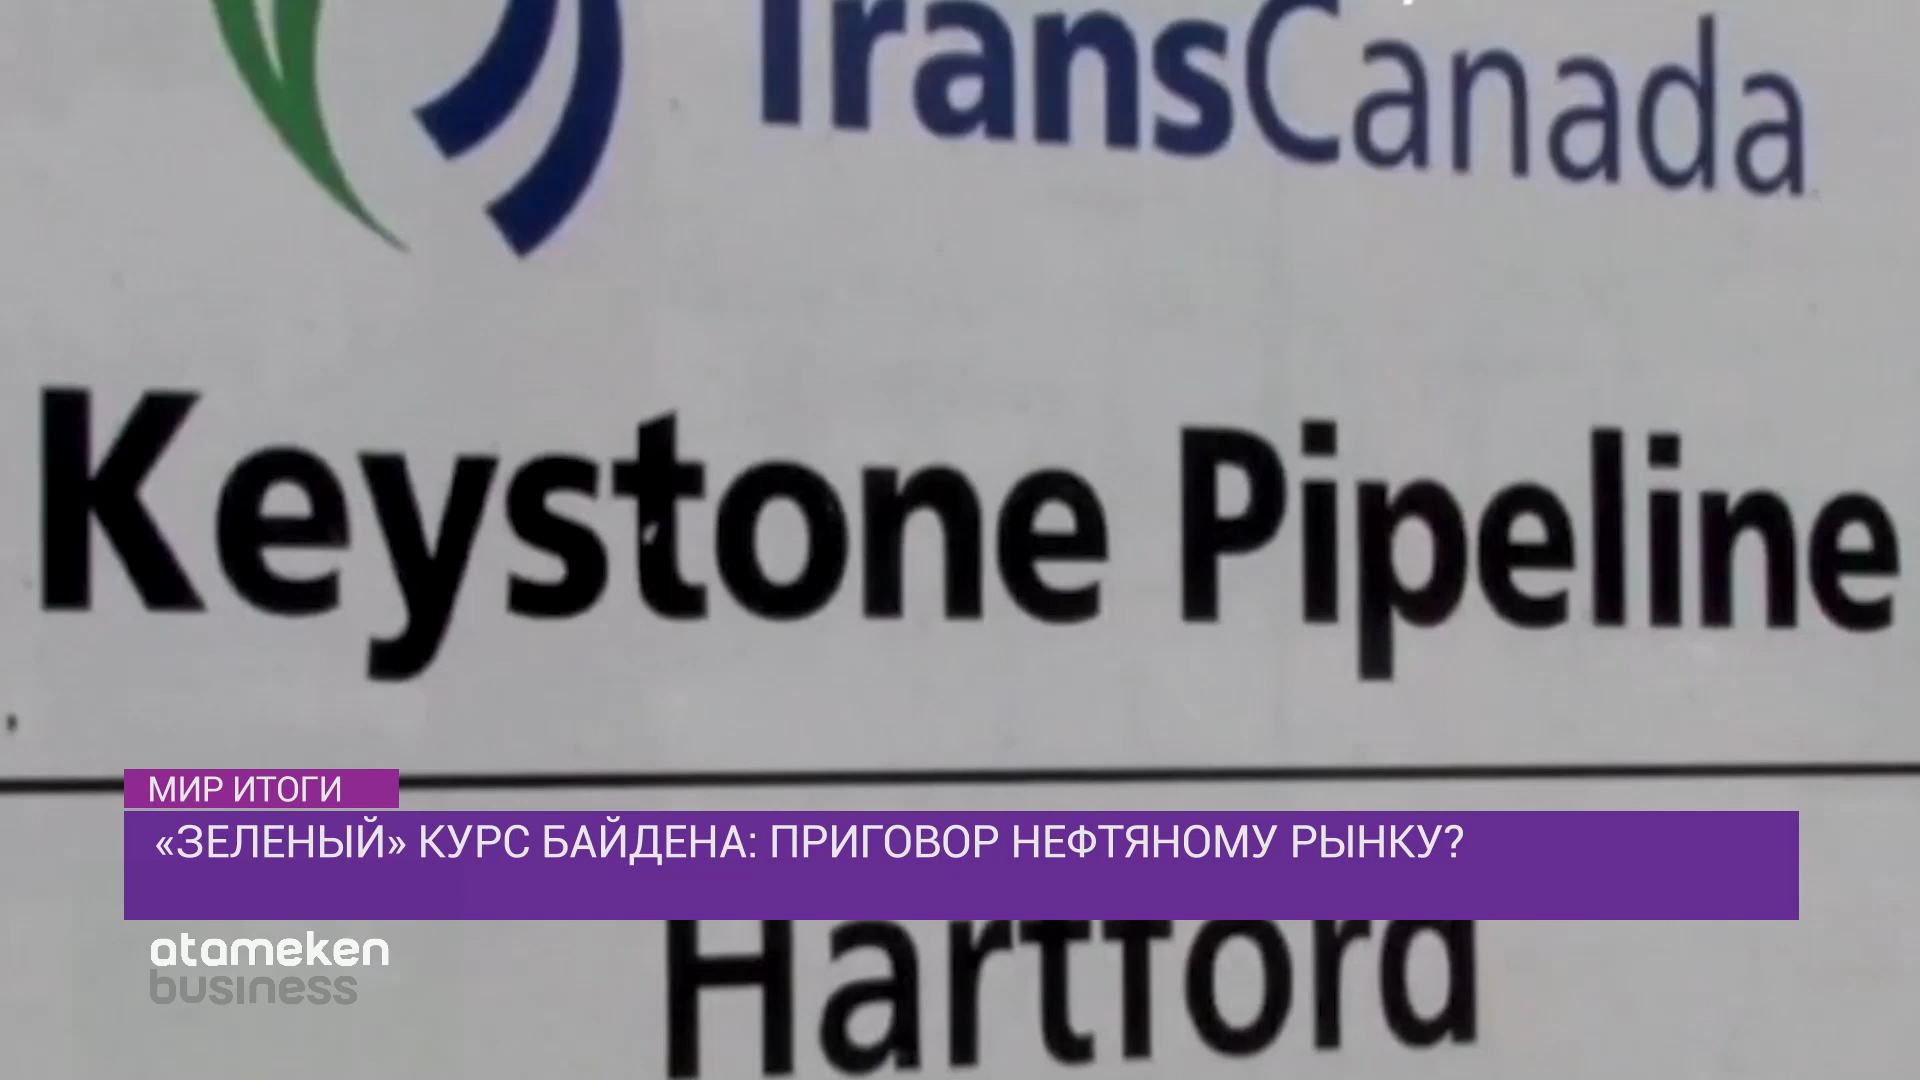 TransCanada
Keystone Pipeline
МИР ИТОГИ
«ЗЕЛЕНЫЙ» КУРС БАЙДЕНА: ПРИГОВОР НЕФТЯНОМУ РЫНКУ?
Hartford
atameken
business